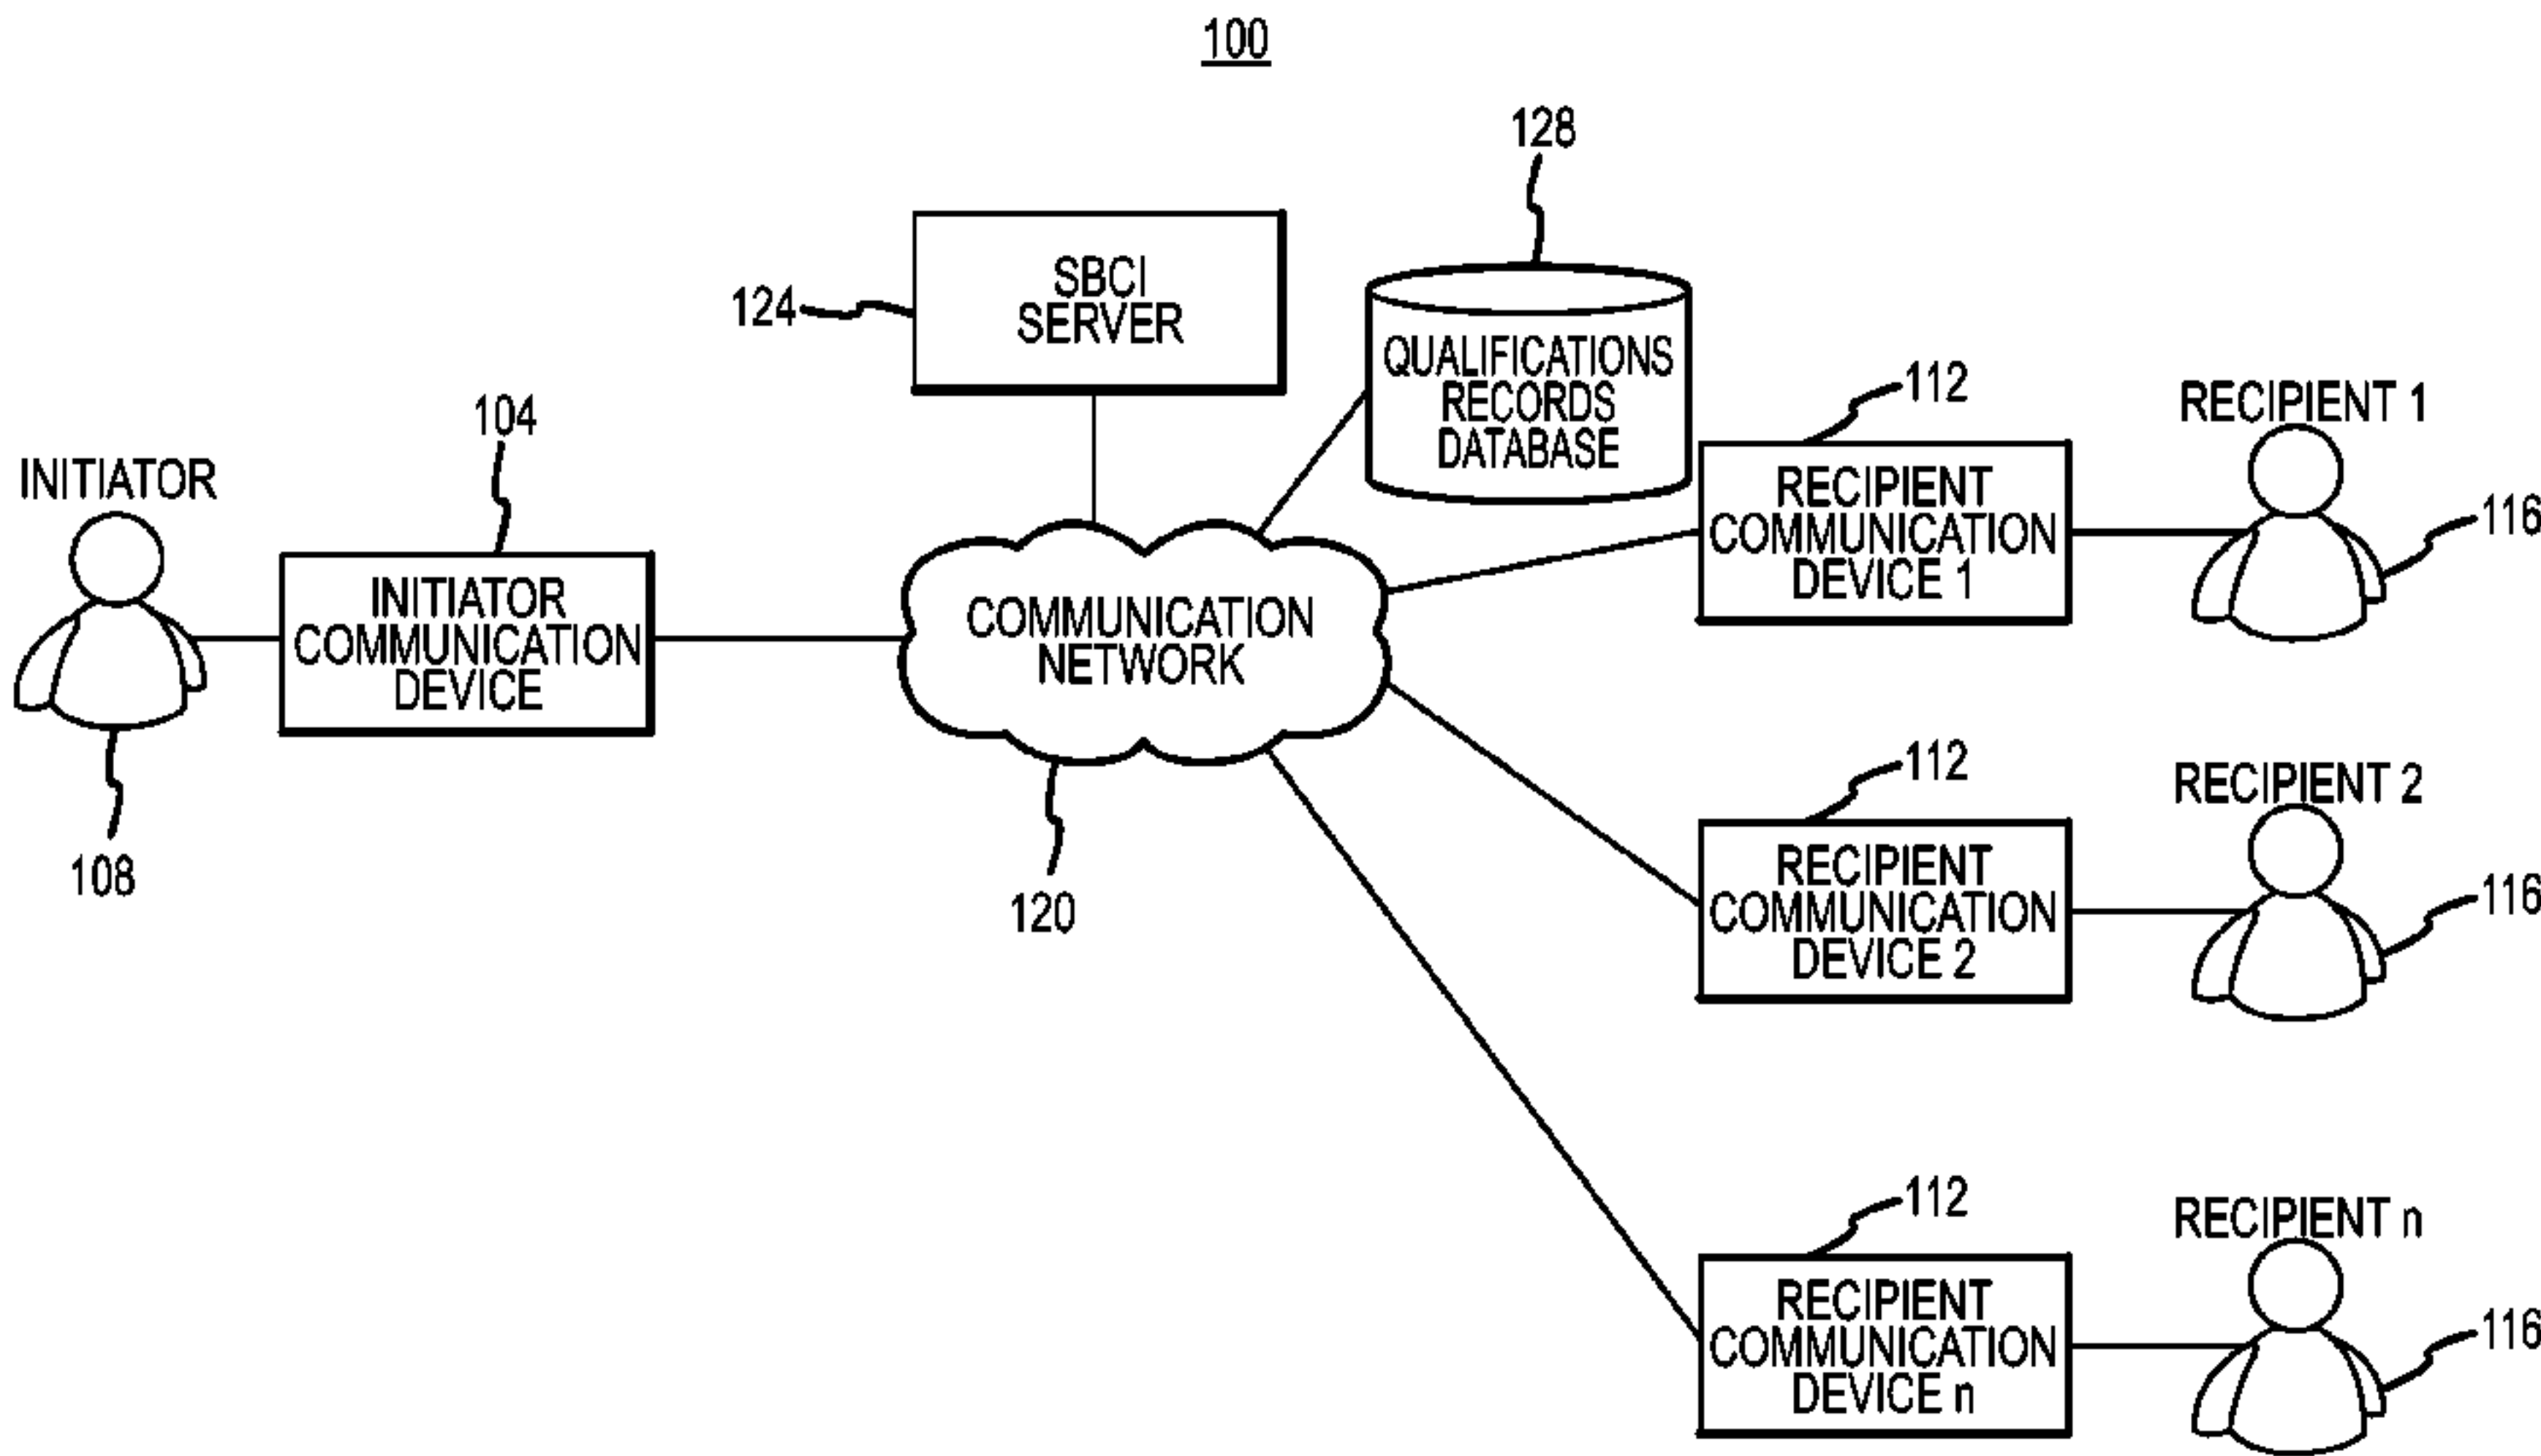 100
128
SBCI
SERVER
124
QUALIFICATIONS
RECORDS
DATABASE
112
RECIPIENT 1
104
INITIATOR
RECIPIENT
COMMUNICATION
DEVICE 1
116
INITIATOR
COMMUNICATION
DEVICE
COMMUNICATION
NETWORK
112
RECIPIENT 2
108
120
RECIPIENT
COMMUNICATION
DEVICE 2
116
112
RECIPIENT n
RECIPIENT
COMMUNICATION
DEVICE n
116